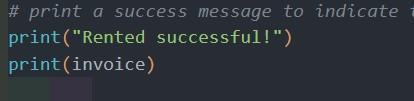 # print a success message to indicate
print("Rented successful!")
print(invoice)